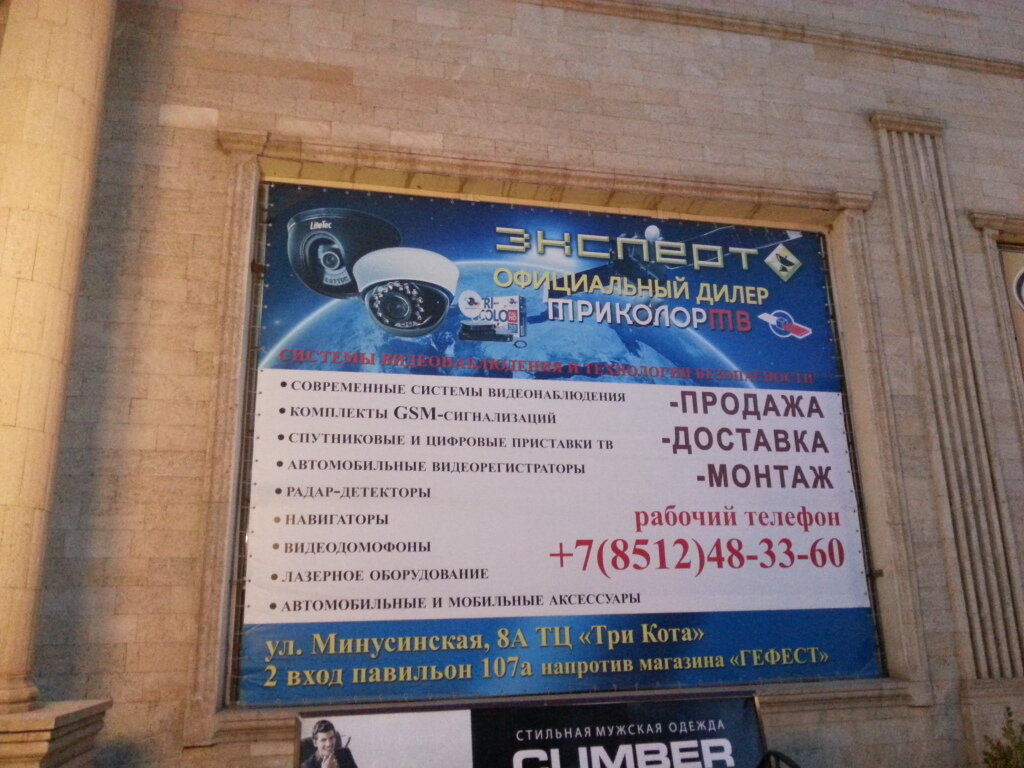 LiteTec
ЭКСПЕРТ
ОФИЦИАЛЬНЫЙ ДИЛЕР
ТРИКОЛОР ТВ
СИСТЕМЫ ВИДЕОНАБЛЮДЕНИЯ И ТЕХНОЛОГИИ БЕЗОПАСНОСТИ
• СОВРЕМЕННЫЕ СИСТЕМЫ ВИДЕОНАБЛЮДЕНИЯ
• КОМПЛЕКТЫ GSM-СИГНАЛИЗАЦИЙ
• СПУТНИКОВЫЕ И ЦИФРОВЫЕ ПРИСТАВКИ ТВ
• АВТОМОБИЛЬНЫЕ ВИДЕОРЕГИСТРАТОРЫ
• РАДАР-ДЕТЕКТОРЫ
• НАВИГАТОРЫ
• ВИДЕОДОМОФОНЫ
• ЛАЗЕРНОЕ ОБОРУДОВАНИЕ
• АВТОМОБИЛЬНЫЕ И МОБИЛЬНЫЕ АКСЕССУАРЫ
-ПРОДАЖА
-ДОСТАВКА
-МОНТАЖ
рабочий телефон
+7(8512)48-33-60
ул. Минусинская, 8А ТЦ «Три Кота»
2 вход павильон 107а напротив магазина «ГЕФЕСТ»
СТИЛЬНАЯ МУЖСКАЯ ОДЕЖДА
CLIMBER